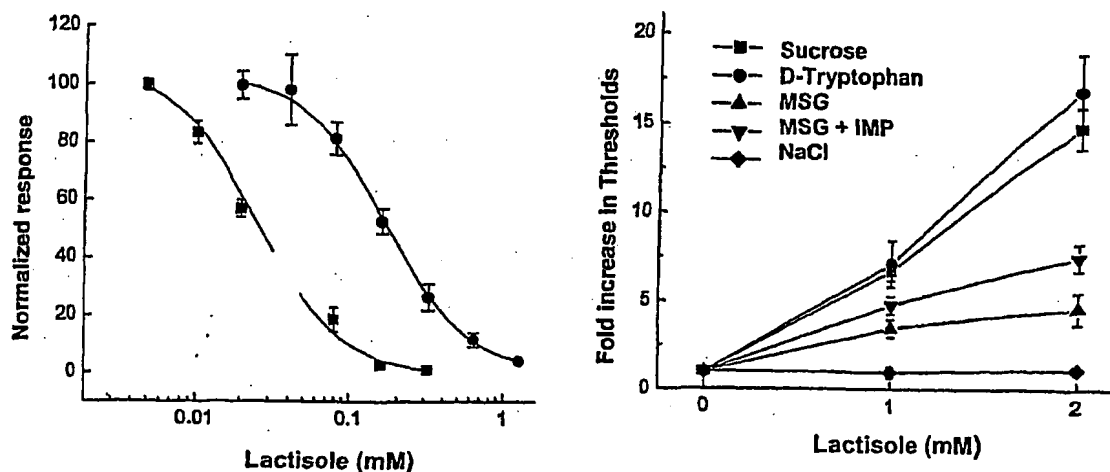 120
100
80
60
40
20
0
Normalized response
0.01 0.1 1
Lactisole (mM)
20
15
10
5
0
Fold increase in Thresholds
Sucrose
D-Tryptophan
MSG
MSG + IMP
NaCl
0 1 2
Lactisole (mM)